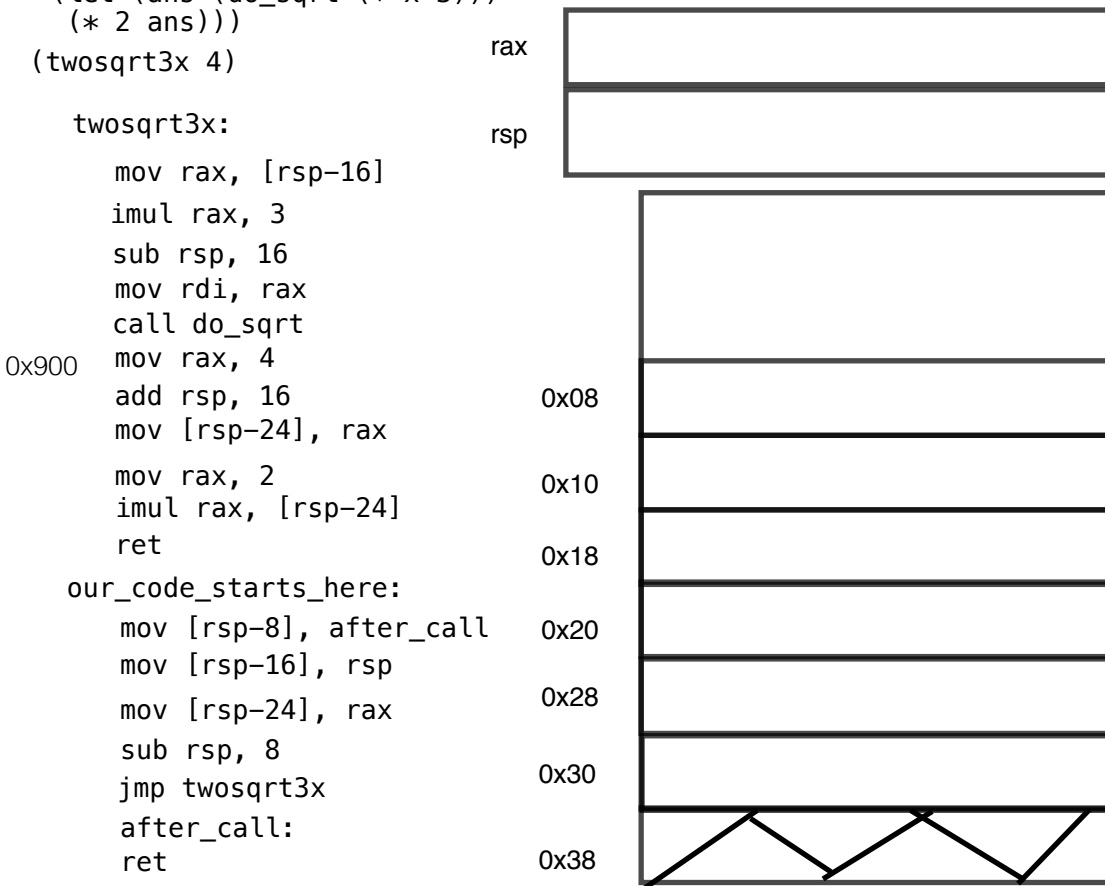 (* 2 ans)))
(twosqrt3x 4)
twosqrt3x:
mov rax, [rsp-16]
imul rax, 3
sub rsp, 16
mov rdi, rax
call do_sqrt
0x900 mov rax, 4
add rsp, 16
mov [rsp-24], rax
mov rax, 2
imul rax, [rsp-24]
ret
our_code_starts_here:
mov [rsp-8], after_call
mov [rsp-16], rsp
mov [rsp-24], rax
sub rsp, 8
jmp twosqrt3x
after_call:
ret
rax
rsp
0x08
0x10
0x18
0x20
0x28
0x30
0x38